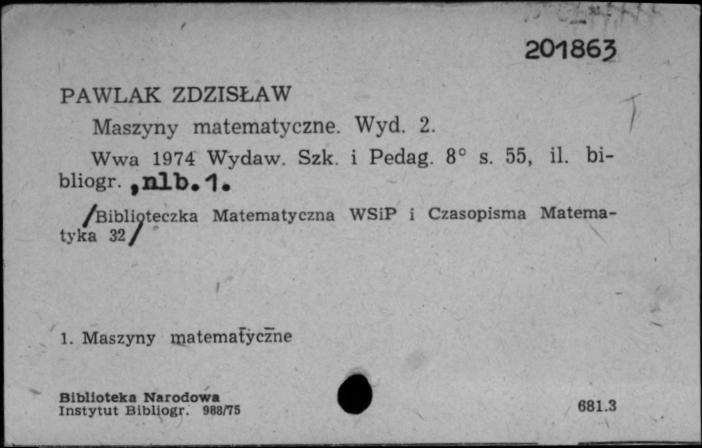 201863
PAWLAK ZDZISŁAW
Maszyny matematyczne. Wyd. 2.
Wwa 1974 Wydaw. Szk. i Pedag. 8° s. 55, il. bi-
bliogr. , nlb. 1.
/Biblioteczka Matematyczna WSiP i Czasopisma Matema-
tyka 32/
1. Maszyny matematyczne
Biblioteka Narodowa
Instytut Bibliogr. 988/75
681.3